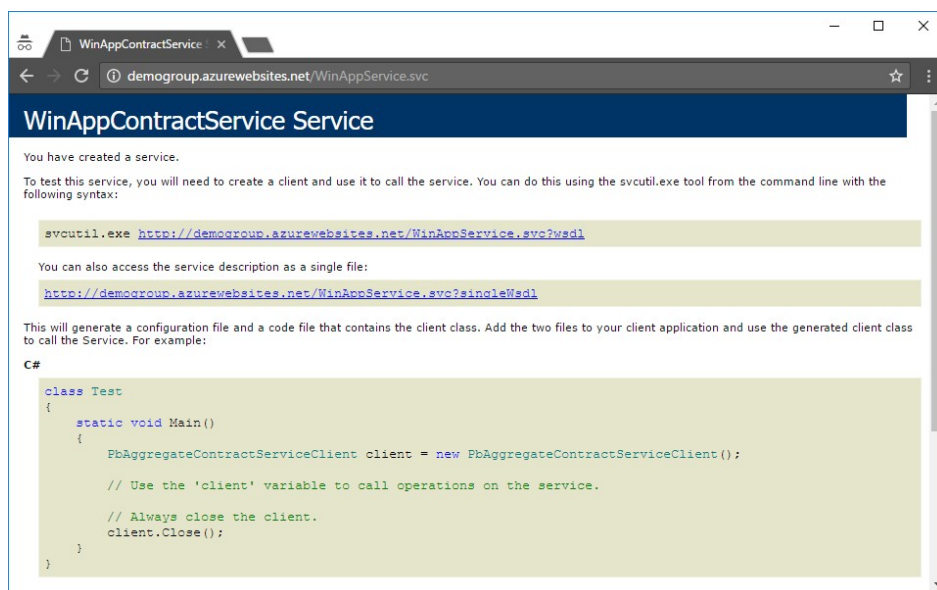 WinAppContractService S
demogroup.azurewebsites.net/WinAppService.svc
WinAppContractService Service
You have created a service.
To test this service, you will need to create a client and use it to call the service. You can do this using the svcutil.exe tool from the command line with the
following syntax:
svcutil.exe http://demogroup.azurewebsites.net/WinAppService.svc?wsdl
You can also access the service description as a single file:
http://demogroup.azurewebsites.net/WinAppService.svc?singleWsdl
This will generate a configuration file and a code file that contains the client class. Add the two files to your client application and use the generated client class
to call the Service. For example:
C#
class Test
{
    static void Main()
    {
        PbAggregateContractServiceClient client = new PbAggregateContractServiceClient();
        // Use the 'client' variable to call operations on the service.
        // Always close the client.
        client.Close();
    }
}